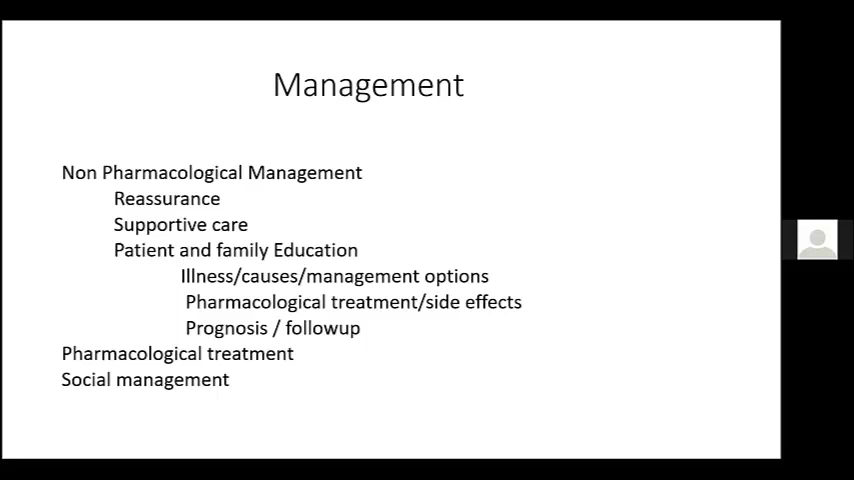 Management
Non Pharmacological Management
Reassurance
Supportive care
Patient and family Education
Illness/causes/management options
Pharmacological treatment/side effects
Prognosis / followup
Pharmacological treatment
Social management